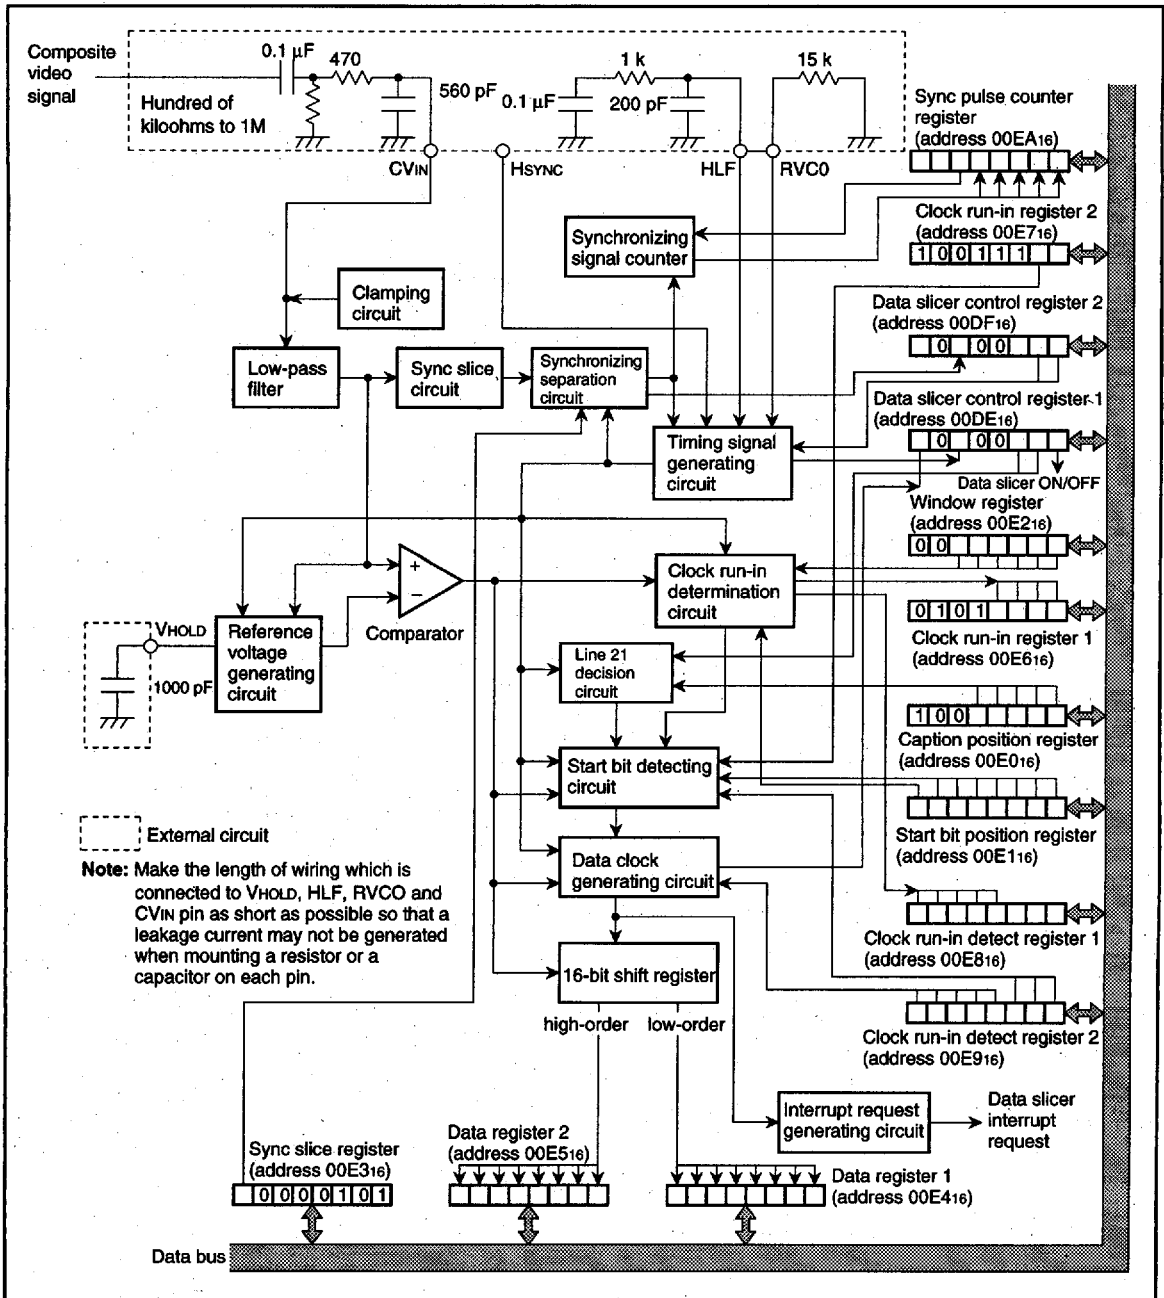 Composite
video
signal
0.1 µF
470
560 pF
Hundred of
kiloohms to 1M
0.1 µF
1 k
200 pF
15 k
CVIN
HSYNC
HLF
RVC0
Sync pulse counter
register
(address 00EA16)
Synchronizing
signal counter
Clock run-in register 2
(address 00E716)
1 0 0 1 1 1
Clamping
circuit
Data slicer control register 2
(address 00DF16)
0 0 0
Low-pass
filter
Sync slice
circuit
Synchronizing
separation
circuit
Data slicer control register 1
(address 00DE16)
0 0 0
Timing signal
generating
circuit
Data slicer ON/OFF
Window register
(address 00E216)
0 0
+
−
Comparator
Clock run-in
determination
circuit
0 1 0 1
Clock run-in register 1
(address 00E616)
VHOLD
1000 pF
Reference
voltage
generating
circuit
Line 21
decision
circuit
1 0 0
Caption position register
(address 00E016)
Start bit detecting
circuit
Start bit position register
(address 00E116)
External circuit
Note: Make the length of wiring which is
connected to VHOLD, HLF, RVCO and
CVIN pin as short as possible so that a
leakage current may not be generated
when mounting a resistor or a
capacitor on each pin.
Data clock
generating circuit
Clock run-in detect register 1
(address 00E816)
16-bit shift register
high-order
low-order
Clock run-in detect register 2
(address 00E916)
Interrupt request
generating circuit
Data slicer
interrupt
request
Sync slice register
(address 00E316)
0 0 0 0 1 0 1
Data register 2
(address 00E516)
Data register 1
(address 00E416)
Data bus